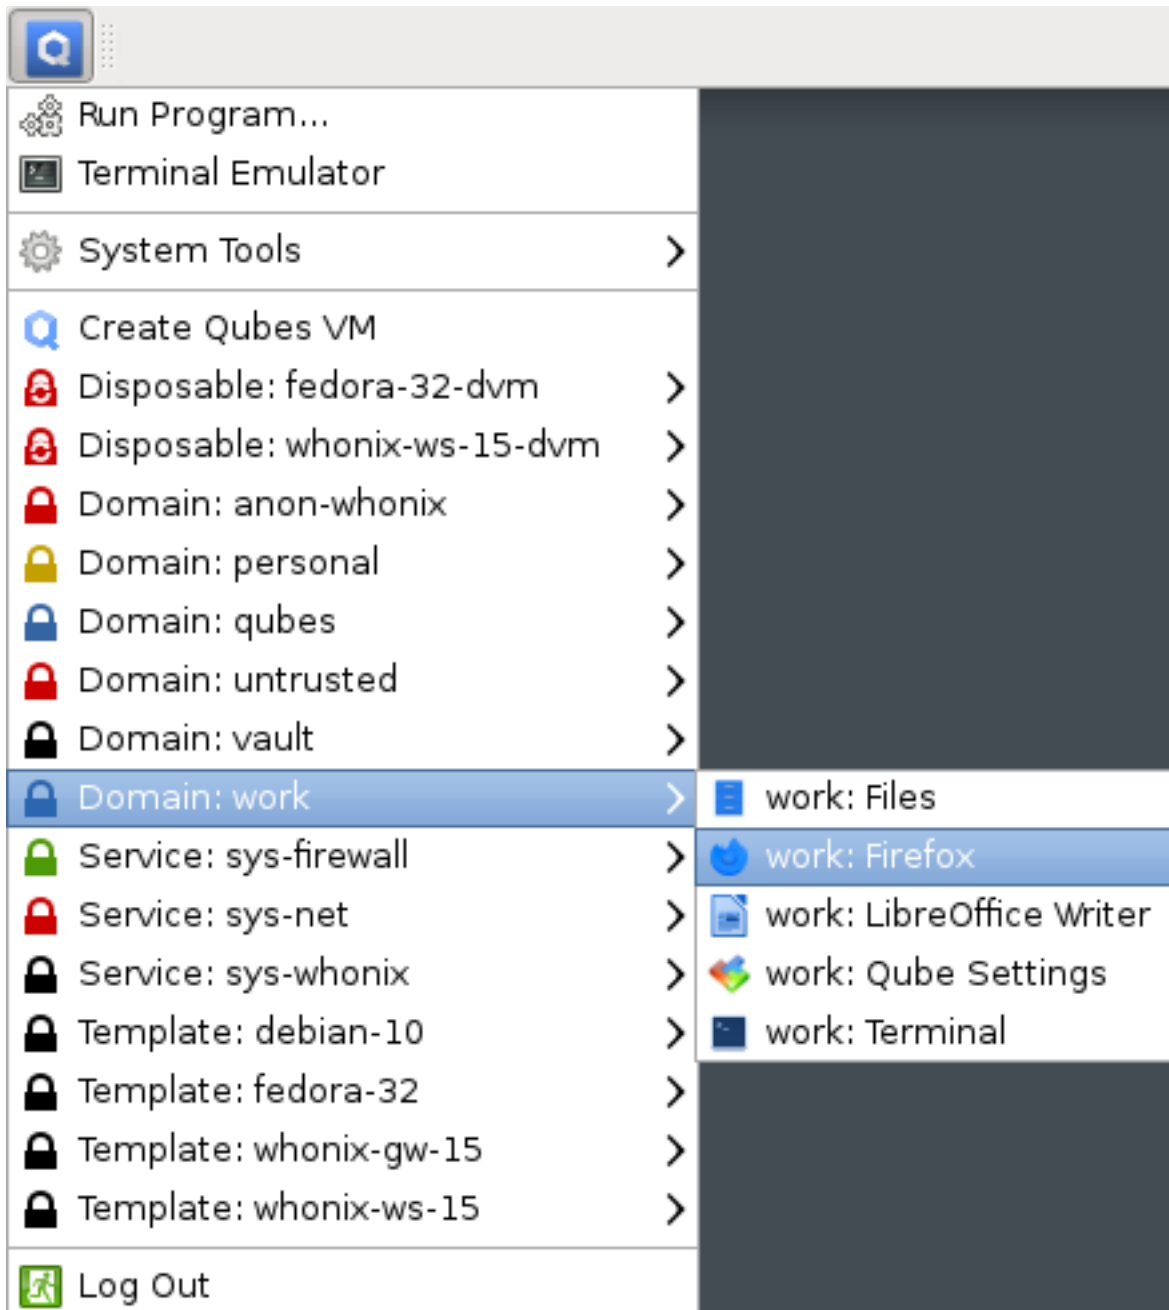 Run Program...
Terminal Emulator
System Tools
Create Qubes VM
Disposable: fedora-32-dvm
Disposable: whonix-ws-15-dvm
Domain: anon-whonix
Domain: personal
Domain: qubes
Domain: untrusted
Domain: vault
Domain: work
work: Files
work: Firefox
work: LibreOffice Writer
work: Qube Settings
work: Terminal
Service: sys-firewall
Service: sys-net
Service: sys-whonix
Template: debian-10
Template: fedora-32
Template: whonix-gw-15
Template: whonix-ws-15
Log Out